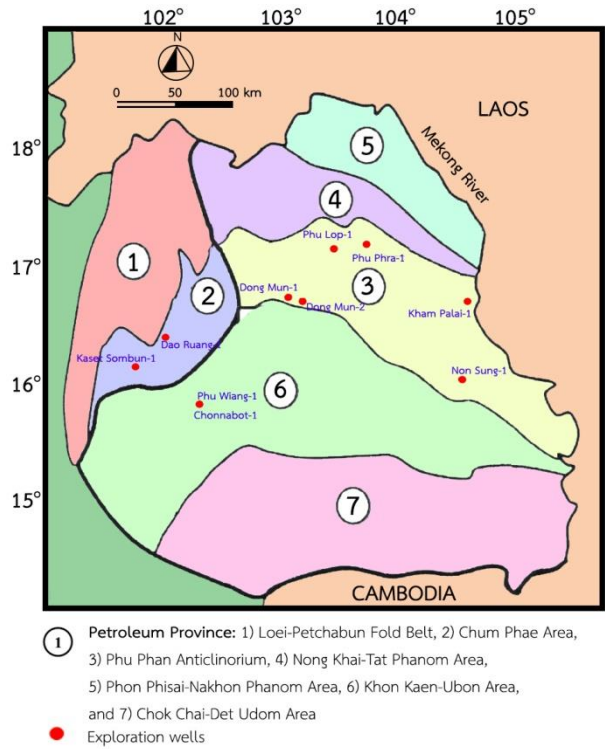 102° 103° 104° 105°
N
0 50 100 km
LAOS
18°
5
Mekong River
4
Phu Lop-1
1
Phu Phra-1
17°
2
3
Dong Mun-1
Dong Mun-2
Kham Palai-1
Dao Ruang-1
Kaset Sombun-1
16°
Phu Wiang-1
6
Non Sung-1
Chonnabot-1
15°
7
CAMBODIA
1 Petroleum Province: 1) Loei-Petchabun Fold Belt, 2) Chum Phae Area,
3) Phu Phan Anticlinorium, 4) Nong Khai-Tat Phanom Area,
5) Phon Phisai-Nakhon Phanom Area, 6) Khon Kaen-Ubon Area,
and 7) Chok Chai-Det Udom Area
Exploration wells